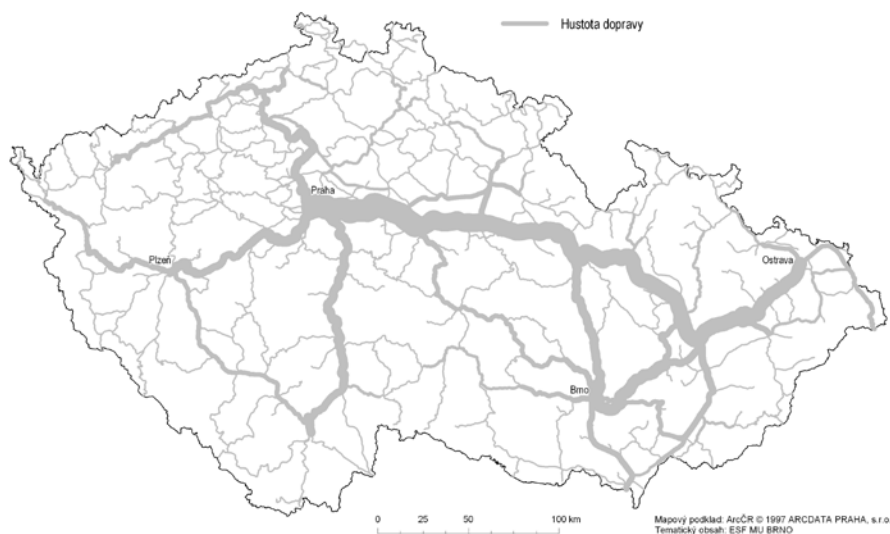 Hustota dopravy
Praha
Plzeň
Ostrava
Brno
0 25 50 100 km
Mapový podklad: ArcČR © 1997 ARCDATA PRAHA, s.r.o
Tematický obsah: ESF MU BRNO